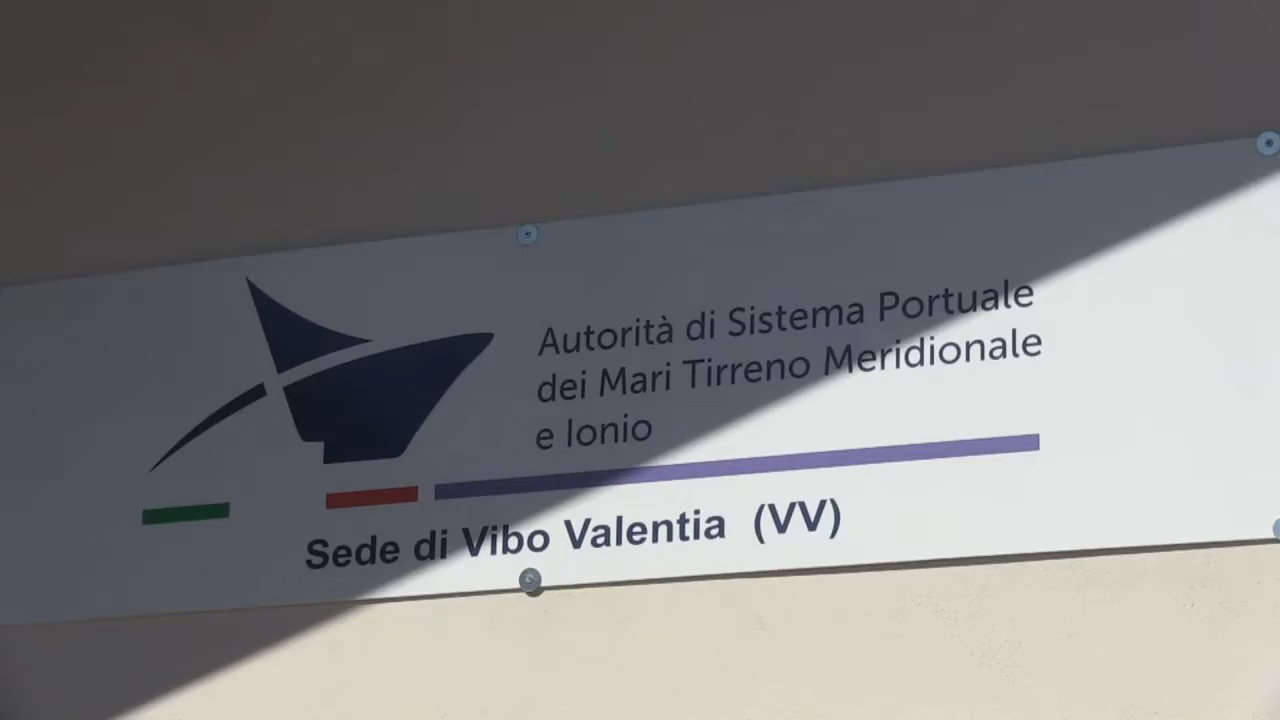 Autorità di Sistema Portuale
dei Mari Tirreno Meridionale
e Ionio
Sede di Vibo Valentia (VV)